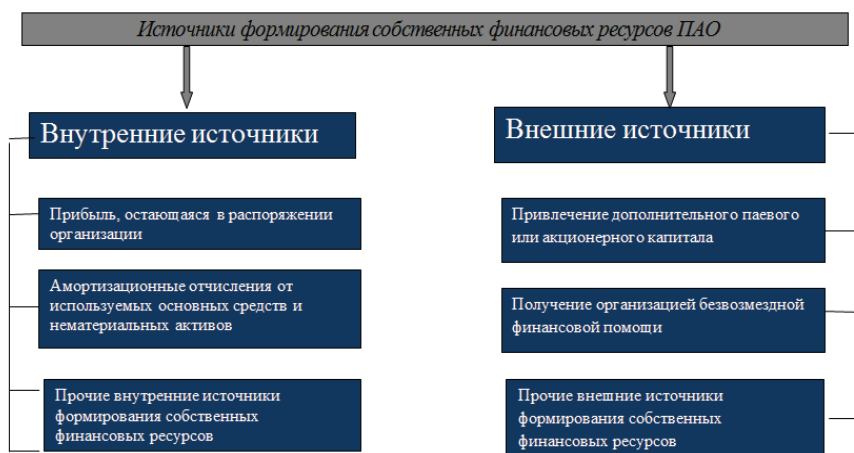 Источники формирования собственных финансовых ресурсов ПАО
Внутренние источники
Прибыль, остающаяся в распоряжении
организации
Амортизационные отчисления от
используемых основных средств и
нематериальных активов
Прочие внутренние источники
формирования собственных
финансовых ресурсов
Внешние источники
Привлечение дополнительного паевого
или акционерного капитала
Получение организацией безвозмездной
финансовой помощи
Прочие внешние источники
формирования собственных
финансовых ресурсов